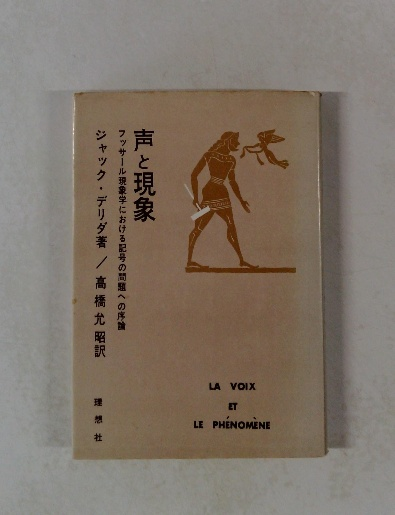 声と現象
フッサール現象学における記号の問題への序論
ジャック・デリダ著／高橋允昭訳
理想社
LA VOIX
ET
LE PHÉNOMÈNE